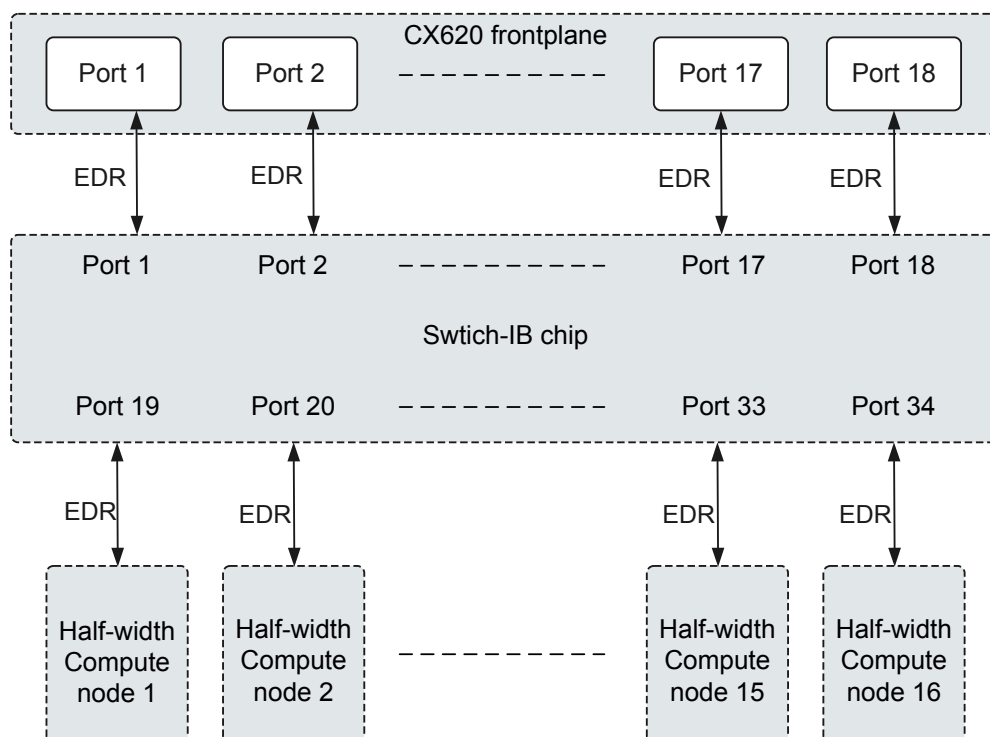 CX620 frontplane
Port 1
Port 2
Port 17
Port 18
EDR
EDR
EDR
EDR
Port 1
Port 2
Port 17
Port 18
Swtich-IB chip
Port 19
Port 20
Port 33
Port 34
EDR
EDR
EDR
EDR
Half-width
Compute
node 1
Half-width
Compute
node 2
Half-width
Compute
node 15
Half-width
Compute
node 16